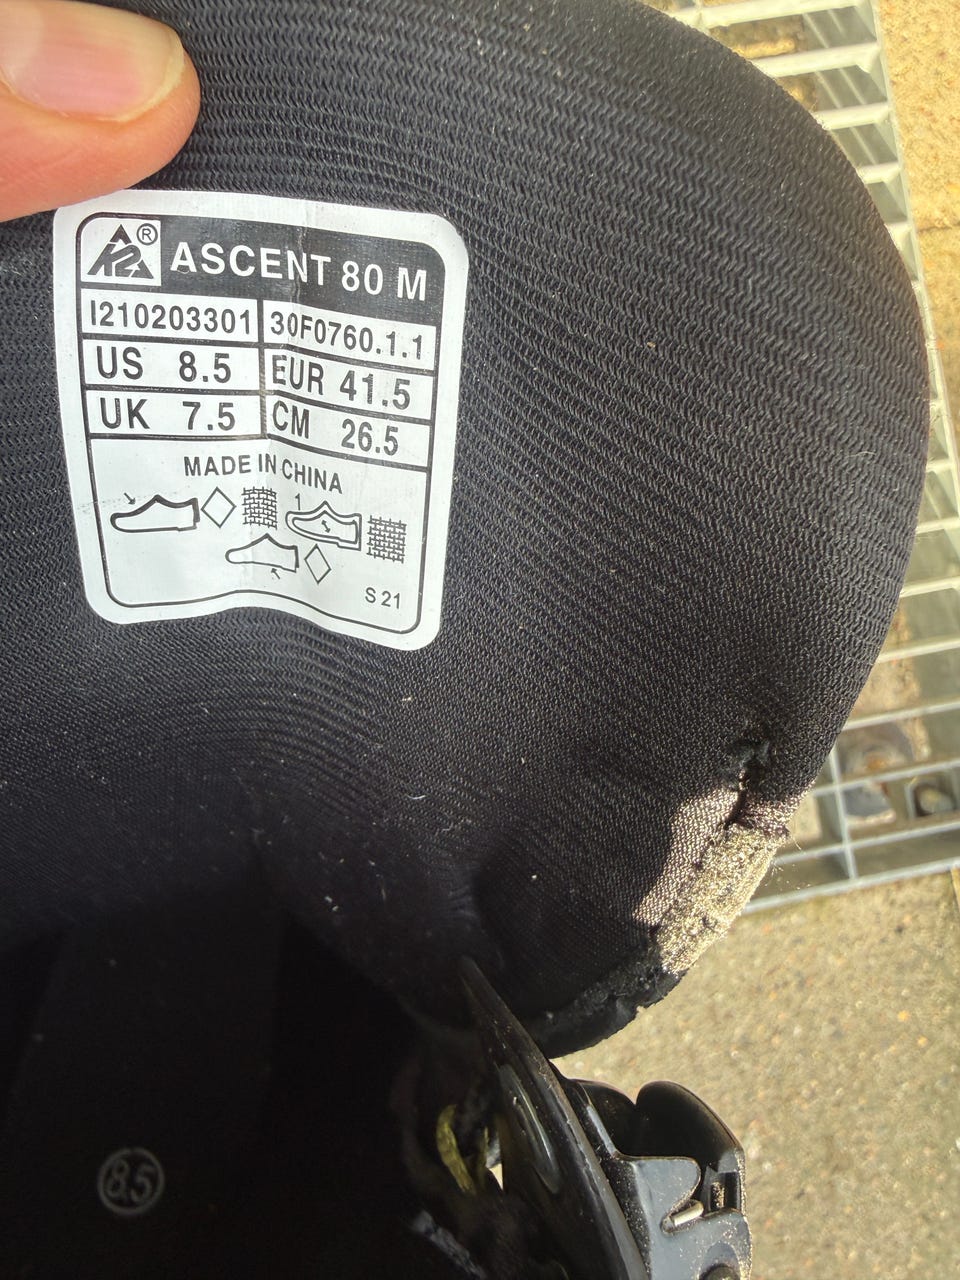 K2® ASCENT 80 M
I210203301 30F0760.1.1
US 8.5 EUR 41.5
UK 7.5 CM 26.5
MADE IN CHINA
1
S 21
8.5